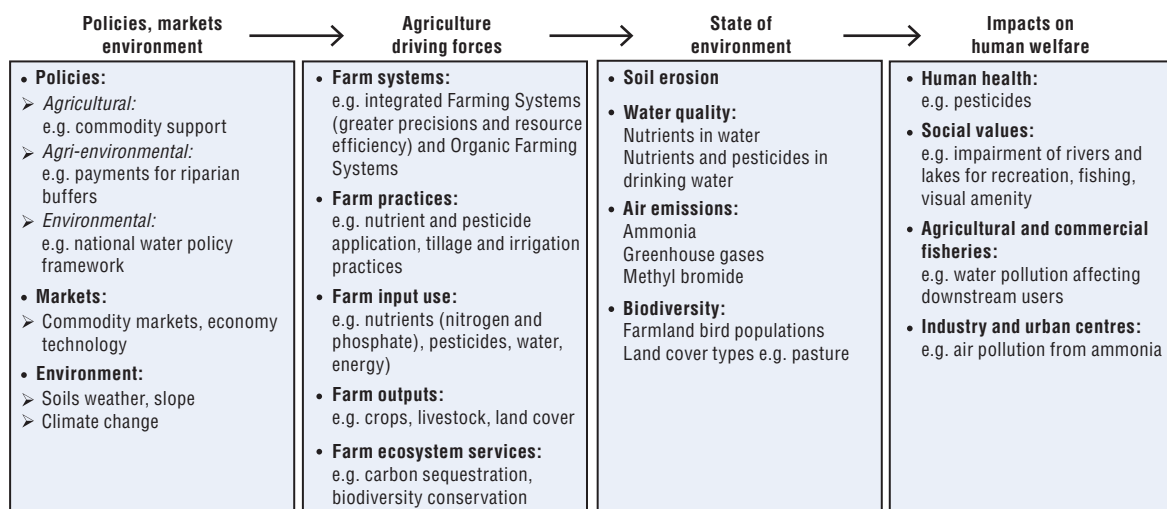 Policies, markets
environment
Agriculture
driving forces
State of
environment
Impacts on
human welfare
• Policies:
➢ Agricultural:
e.g. commodity support
➢ Agri-environmental:
e.g. payments for riparian
buffers
➢ Environmental:
e.g. national water policy
framework
• Markets:
➢ Commodity markets, economy
technology
• Environment:
➢ Soils weather, slope
➢ Climate change
• Farm systems:
e.g. integrated Farming Systems
(greater precisions and resource
efficiency) and Organic Farming
Systems
• Farm practices:
e.g. nutrient and pesticide
application, tillage and irrigation
practices
• Farm input use:
e.g. nutrients (nitrogen and
phosphate), pesticides, water,
energy)
• Farm outputs:
e.g. crops, livestock, land cover
• Farm ecosystem services:
e.g. carbon sequestration,
biodiversity conservation
• Soil erosion
• Water quality:
Nutrients in water
Nutrients and pesticides in
drinking water
• Air emissions:
Ammonia
Greenhouse gases
Methyl bromide
• Biodiversity:
Farmland bird populations
Land cover types e.g. pasture
• Human health:
e.g. pesticides
• Social values:
e.g. impairment of rivers and
lakes for recreation, fishing,
visual amenity
• Agricultural and commercial
fisheries:
e.g. water pollution affecting
downstream users
• Industry and urban centres:
e.g. air pollution from ammonia